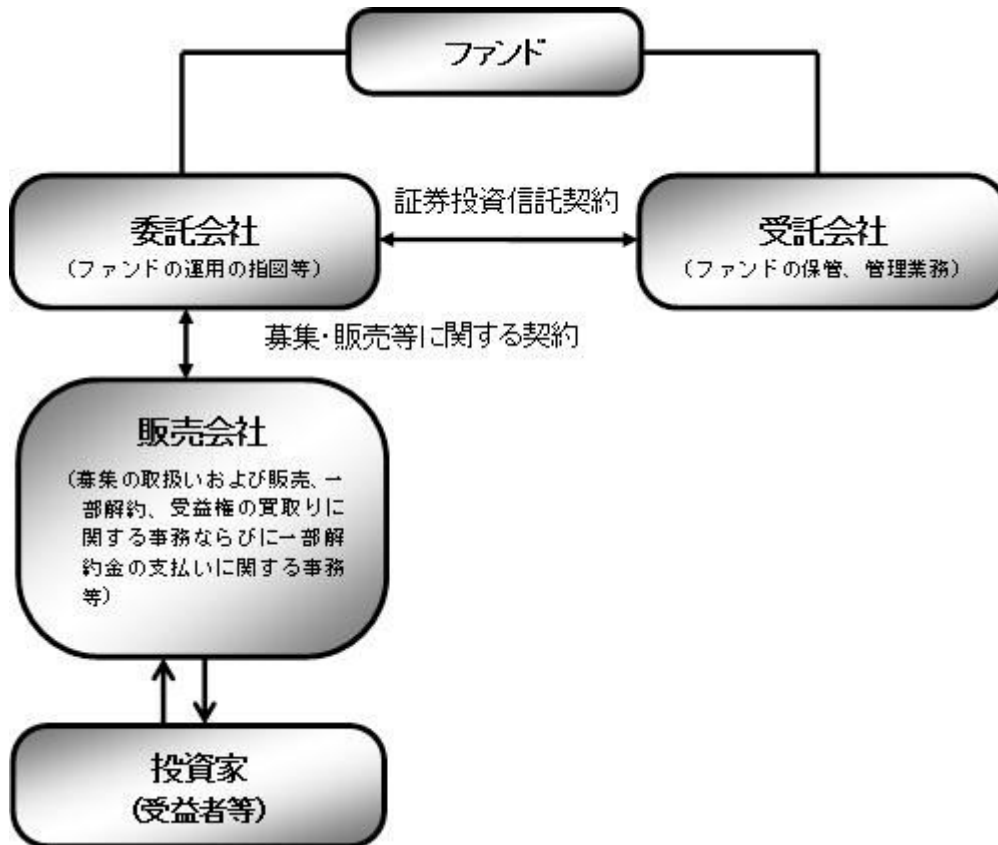 ファンド
委託会社
（ファンドの運用の指図等）
証券投資信託契約
受託会社
（ファンドの保管、管理業務）
募集・販売等に関する契約
販売会社
（募集の取扱いおよび販売、一
部解約、受益権の買取りに
関する事務ならびに一部解
約金の支払いに関する事務
等）
投資家
（受益者等）